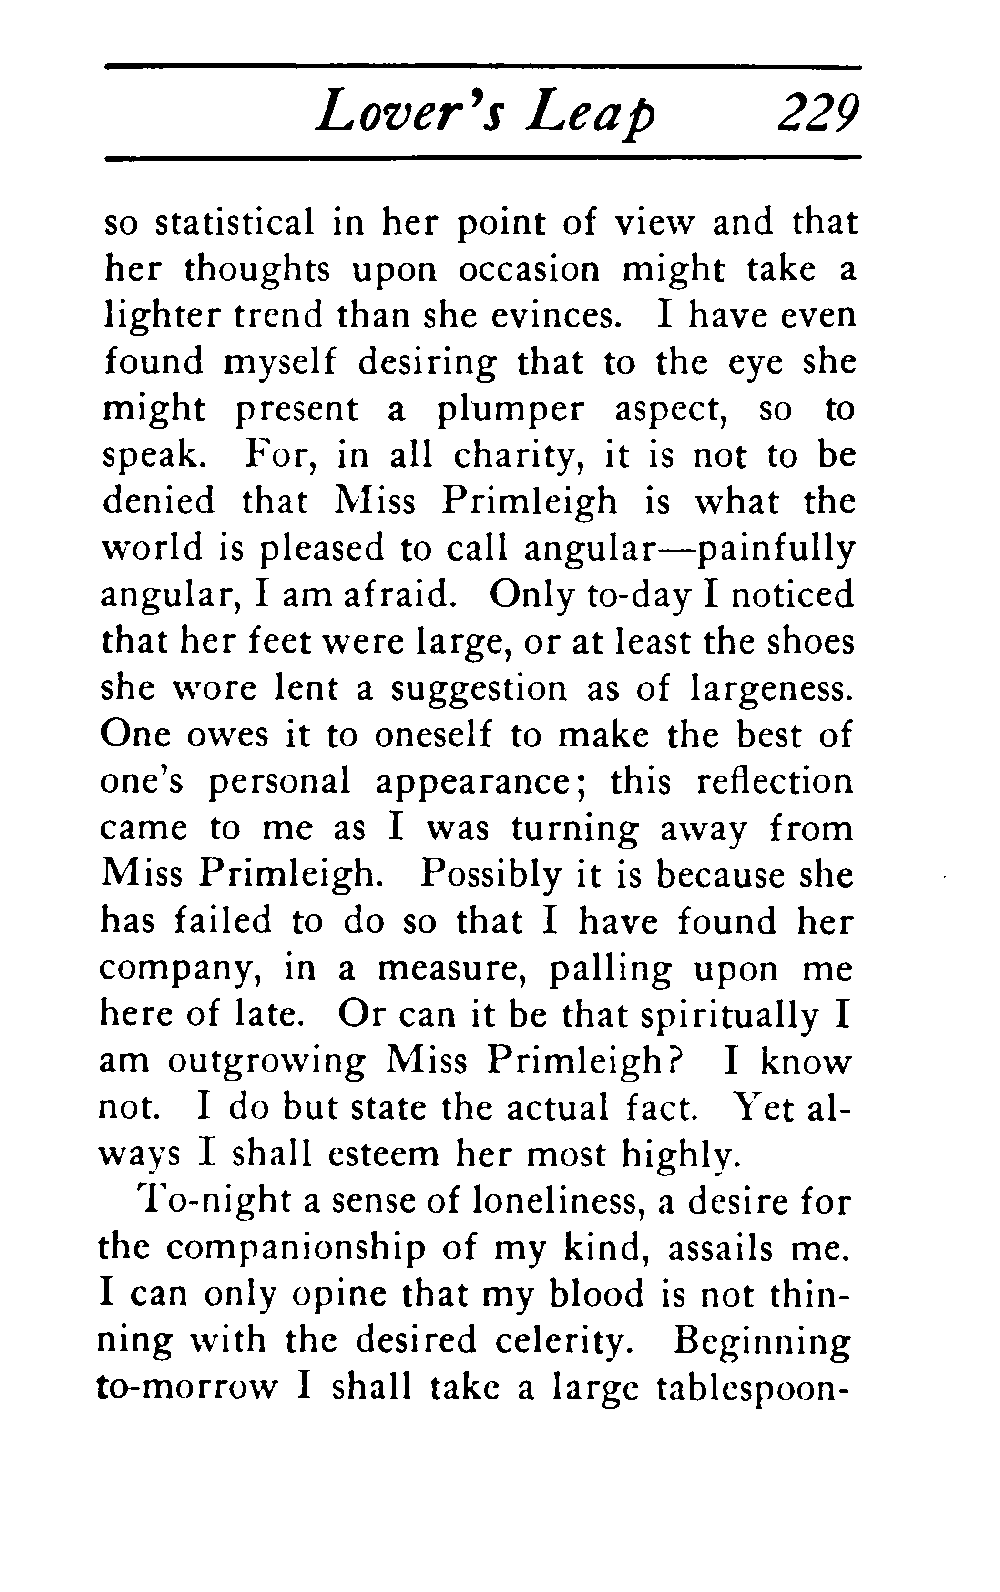 Lover's Leap 229
so statistical in her point of view and that
her thoughts upon occasion might take a
lighter trend than she evinces. I have even
found myself desiring that to the eye she
might present a plumper aspect, so to
speak. For, in all charity, it is not to be
denied that Miss Primleigh is what the
world is pleased to call angular—painfully
angular, I am afraid. Only to-day I noticed
that her feet were large, or at least the shoes
she wore lent a suggestion as of largeness.
One owes it to oneself to make the best of
one's personal appearance; this reflection
came to me as I was turning away from
Miss Primleigh. Possibly it is because she
has failed to do so that I have found her
company, in a measure, palling upon me
here of late. Or can it be that spiritually I
am outgrowing Miss Primleigh? I know
not. I do but state the actual fact. Yet al-
ways I shall esteem her most highly.
To-night a sense of loneliness, a desire for
the companionship of my kind, assails me.
I can only opine that my blood is not thin-
ning with the desired celerity. Beginning
to-morrow I shall take a large tablespoon-